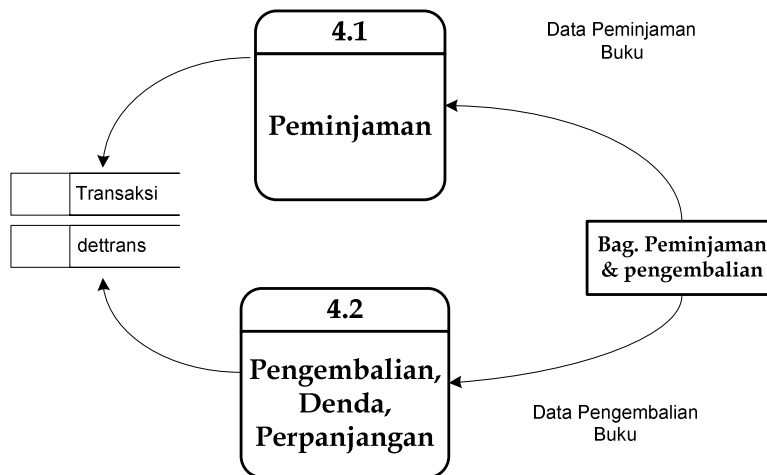 4.1
Peminjaman
Data Peminjaman
Buku
Transaksi
dettrans
Bag. Peminjaman
& pengembalian
4.2
Pengembalian,
Denda,
Perpanjangan
Data Pengembalian
Buku